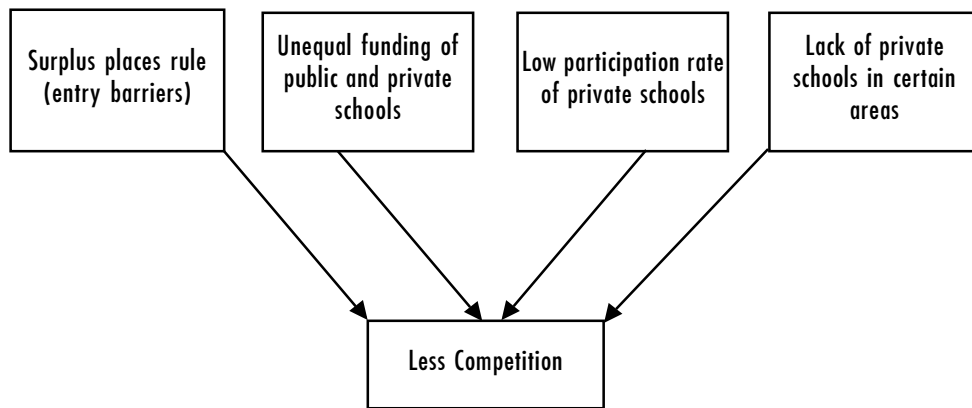 Surplus places rule
(entry barriers)
Unequal funding of
public and private
schools
Low participation rate
of private schools
Lack of private
schools in certain
areas
Less Competition